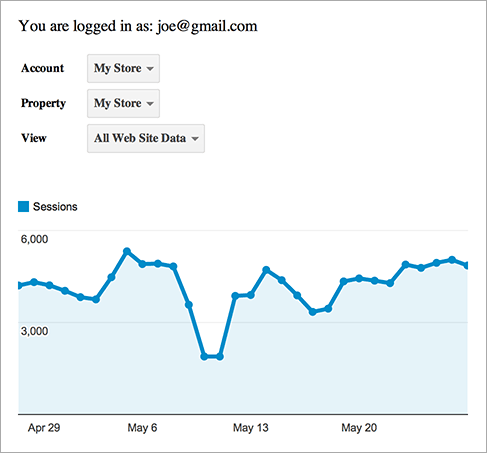 You are logged in as: joe@gmail.com
Account My Store
Property My Store
View All Web Site Data
Sessions
6,000
3,000
Apr 29 May 6 May 13 May 20